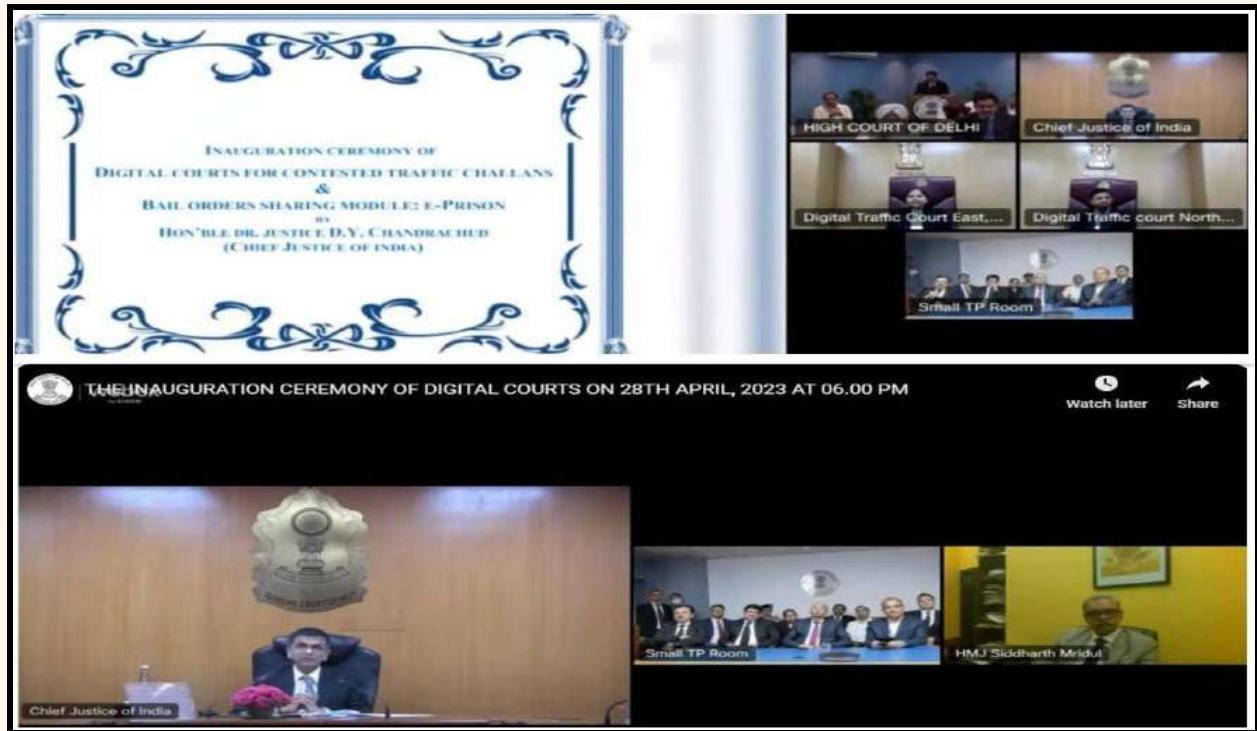 INAUGURATION CEREMONY OF
DIGITAL COURTS FOR CONTESTED TRAFFIC CHALLANS
&
BAIL ORDERS SHARING MODULE: E-PRISON
BY
HON'BLE DR. JUSTICE D.Y. CHANDRACHUD
(CHIEF JUSTICE OF INDIA)
HIGH COURT OF DELHI
Chief Justice of India
Digital Traffic Court East,...
Digital Traffic court North...
Small TP Room
THE INAUGURATION CEREMONY OF DIGITAL COURTS ON 28TH APRIL, 2023 AT 06.00 PM
Watch later
Share
Chief Justice of India
Small TP Room
HMJ Siddharth Mridul